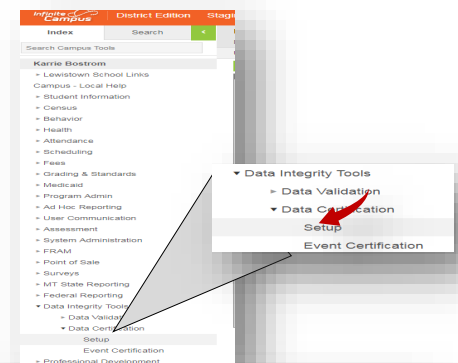 Infinite Campus District Edition Stagi
Index Search
Search Campus Tools
Karrie Bostrom
Lewistown School Links
Campus - Local Help
Student Information
Census
Behavior
Health
Attendance
Scheduling
Fees
Grading & Standards
Medicaid
Program Admin
Ad Hoc Reporting
User Communication
Assessment
System Administration
FRAM
Point of Sale
Surveys
MT State Reporting
Federal Reporting
Data Integrity Tools
Data Validat
Data Certification
Setup
Event Certification
Professional Development
Data Integrity Tools
Data Validation
Data Certification
Setup
Event Certification